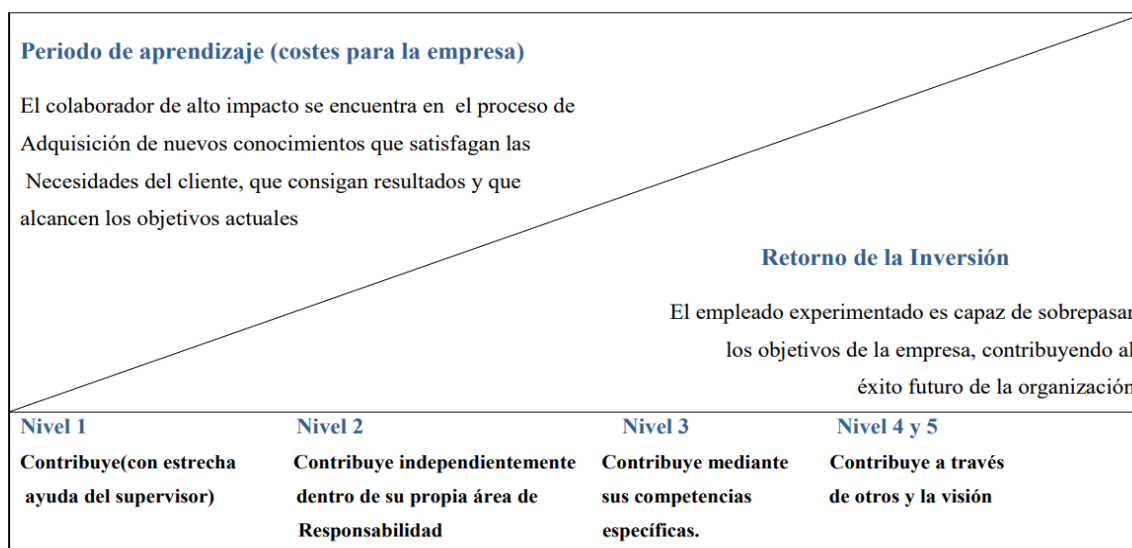 Periodo de aprendizaje (costes para la empresa)
El colaborador de alto impacto se encuentra en el proceso de
Adquisición de nuevos conocimientos que satisfagan las
Necesidades del cliente, que consigan resultados y que
alcancen los objetivos actuales
Retorno de la Inversión
El empleado experimentado es capaz de sobrepasar
los objetivos de la empresa, contribuyendo al
éxito futuro de la organización
Nivel 1
Contribuye(con estrecha
ayuda del supervisor)
Nivel 2
Contribuye independientemente
dentro de su propia área de
Responsabilidad
Nivel 3
Contribuye mediante
sus competencias
específicas.
Nivel 4 y 5
Contribuye a través
de otros y la visión